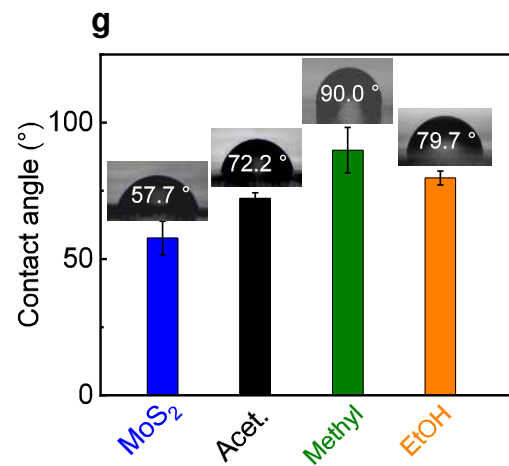 g
Contact angle (°)
100
50
0
57.7 °
72.2 °
90.0 °
79.7 °
MoS₂
Acet.
Methyl
EtOH